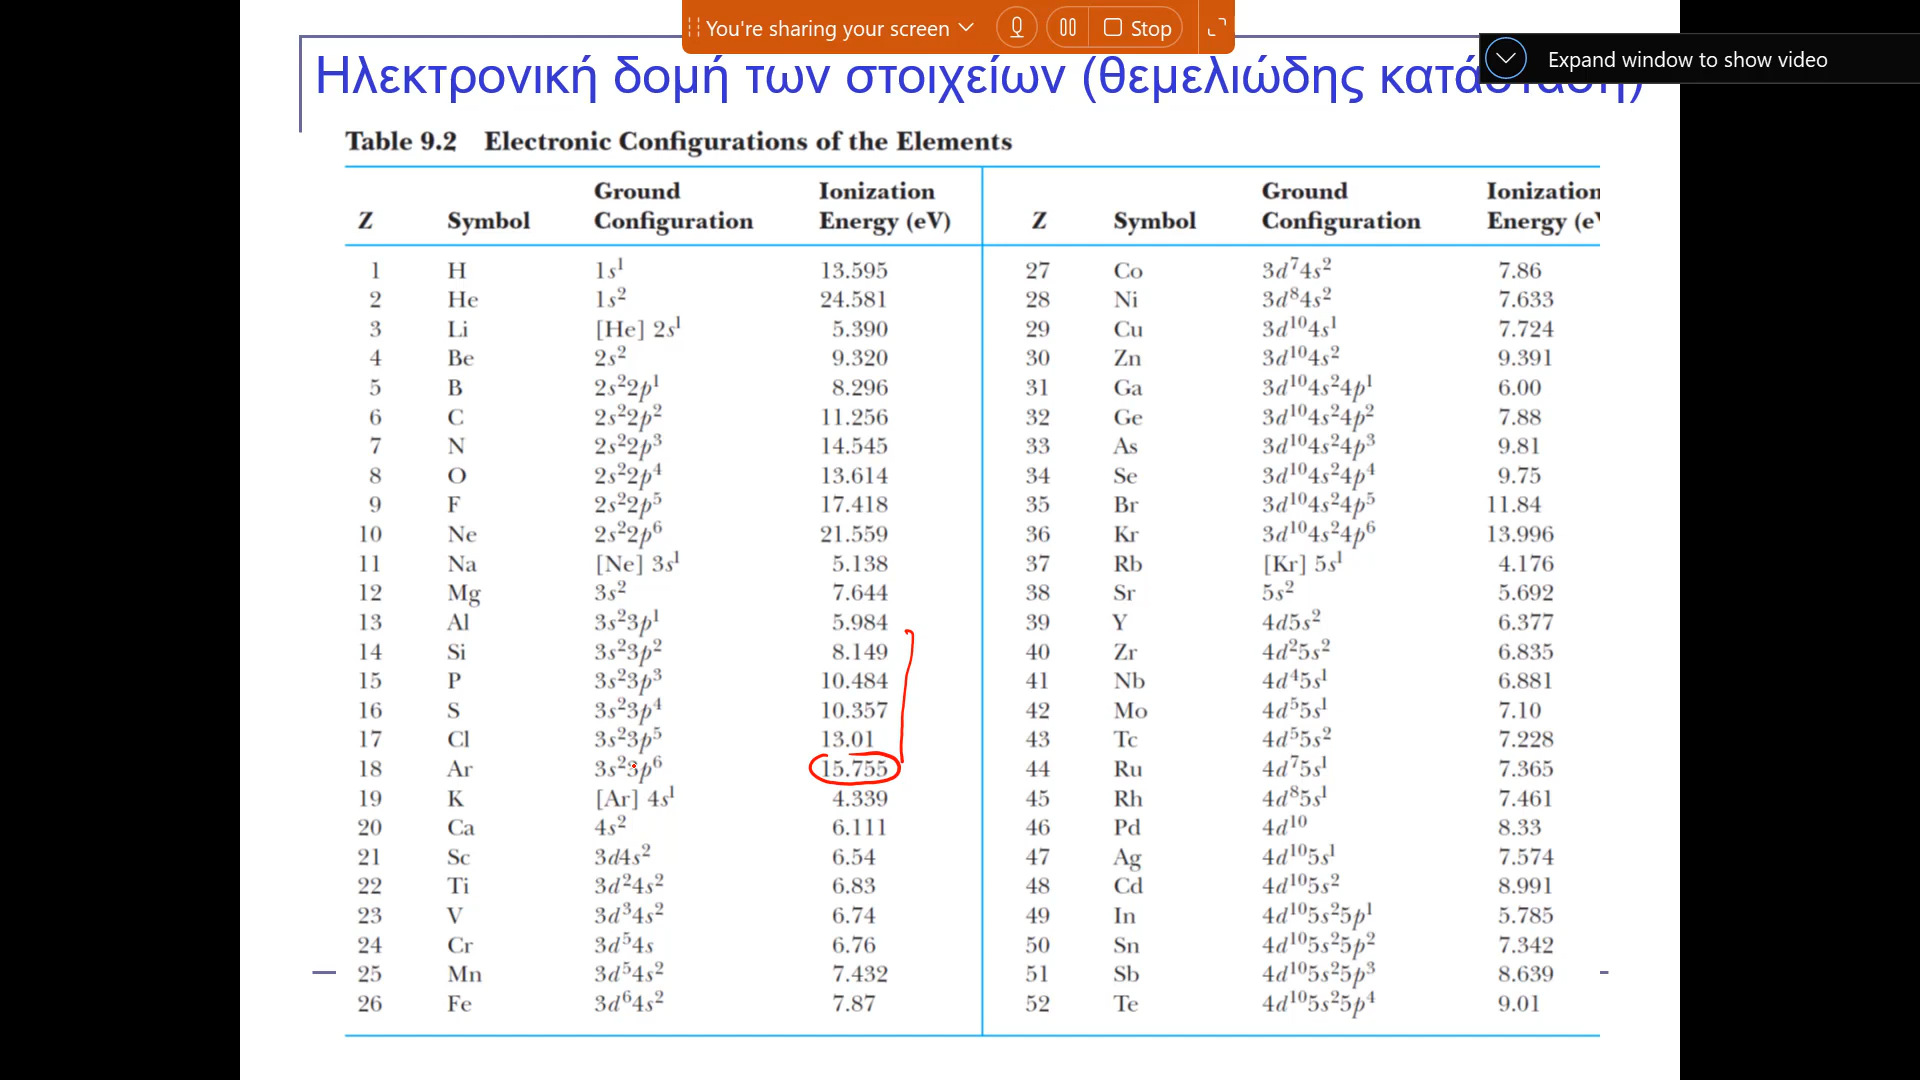 You're sharing your screen
Stop
Expand window to show video
Ηλεκτρονική δομή των στοιχείων (θεμελιώδης κατάσταση)
Table 9.2 Electronic Configurations of the Elements
Z Symbol Ground Configuration Ionization Energy (eV)
1 H 1s¹ 13.595
2 He 1s² 24.581
3 Li [He] 2s¹ 5.390
4 Be 2s² 9.320
5 B 2s²2p¹ 8.296
6 C 2s²2p² 11.256
7 N 2s²2p³ 14.545
8 O 2s²2p⁴ 13.614
9 F 2s²2p⁵ 17.418
10 Ne 2s²2p⁶ 21.559
11 Na [Ne] 3s¹ 5.138
12 Mg 3s² 7.644
13 Al 3s²3p¹ 5.984
14 Si 3s²3p² 8.149
15 P 3s²3p³ 10.484
16 S 3s²3p⁴ 10.357
17 Cl 3s²3p⁵ 13.01
18 Ar 3s²3p⁶ 15.755
19 K [Ar] 4s¹ 4.339
20 Ca 4s² 6.111
21 Sc 3d4s² 6.54
22 Ti 3d²4s² 6.83
23 V 3d³4s² 6.74
24 Cr 3d⁵4s 6.76
25 Mn 3d⁵4s² 7.432
26 Fe 3d⁶4s² 7.87
Z Symbol Ground Configuration Ionization Energy (eV
27 Co 3d⁷4s² 7.86
28 Ni 3d⁸4s² 7.633
29 Cu 3d¹⁰4s¹ 7.724
30 Zn 3d¹⁰4s² 9.391
31 Ga 3d¹⁰4s²4p¹ 6.00
32 Ge 3d¹⁰4s²4p² 7.88
33 As 3d¹⁰4s²4p³ 9.81
34 Se 3d¹⁰4s²4p⁴ 9.75
35 Br 3d¹⁰4s²4p⁵ 11.84
36 Kr 3d¹⁰4s²4p⁶ 13.996
37 Rb [Kr] 5s¹ 4.176
38 Sr 5s² 5.692
39 Y 4d5s² 6.377
40 Zr 4d²5s² 6.835
41 Nb 4d⁴5s¹ 6.881
42 Mo 4d⁵5s¹ 7.10
43 Tc 4d⁵5s² 7.228
44 Ru 4d⁷5s¹ 7.365
45 Rh 4d⁸5s¹ 7.461
46 Pd 4d¹⁰ 8.33
47 Ag 4d¹⁰5s¹ 7.574
48 Cd 4d¹⁰5s² 8.991
49 In 4d¹⁰5s²5p¹ 5.785
50 Sn 4d¹⁰5s²5p² 7.342
51 Sb 4d¹⁰5s²5p³ 8.639
52 Te 4d¹⁰5s²5p⁴ 9.01